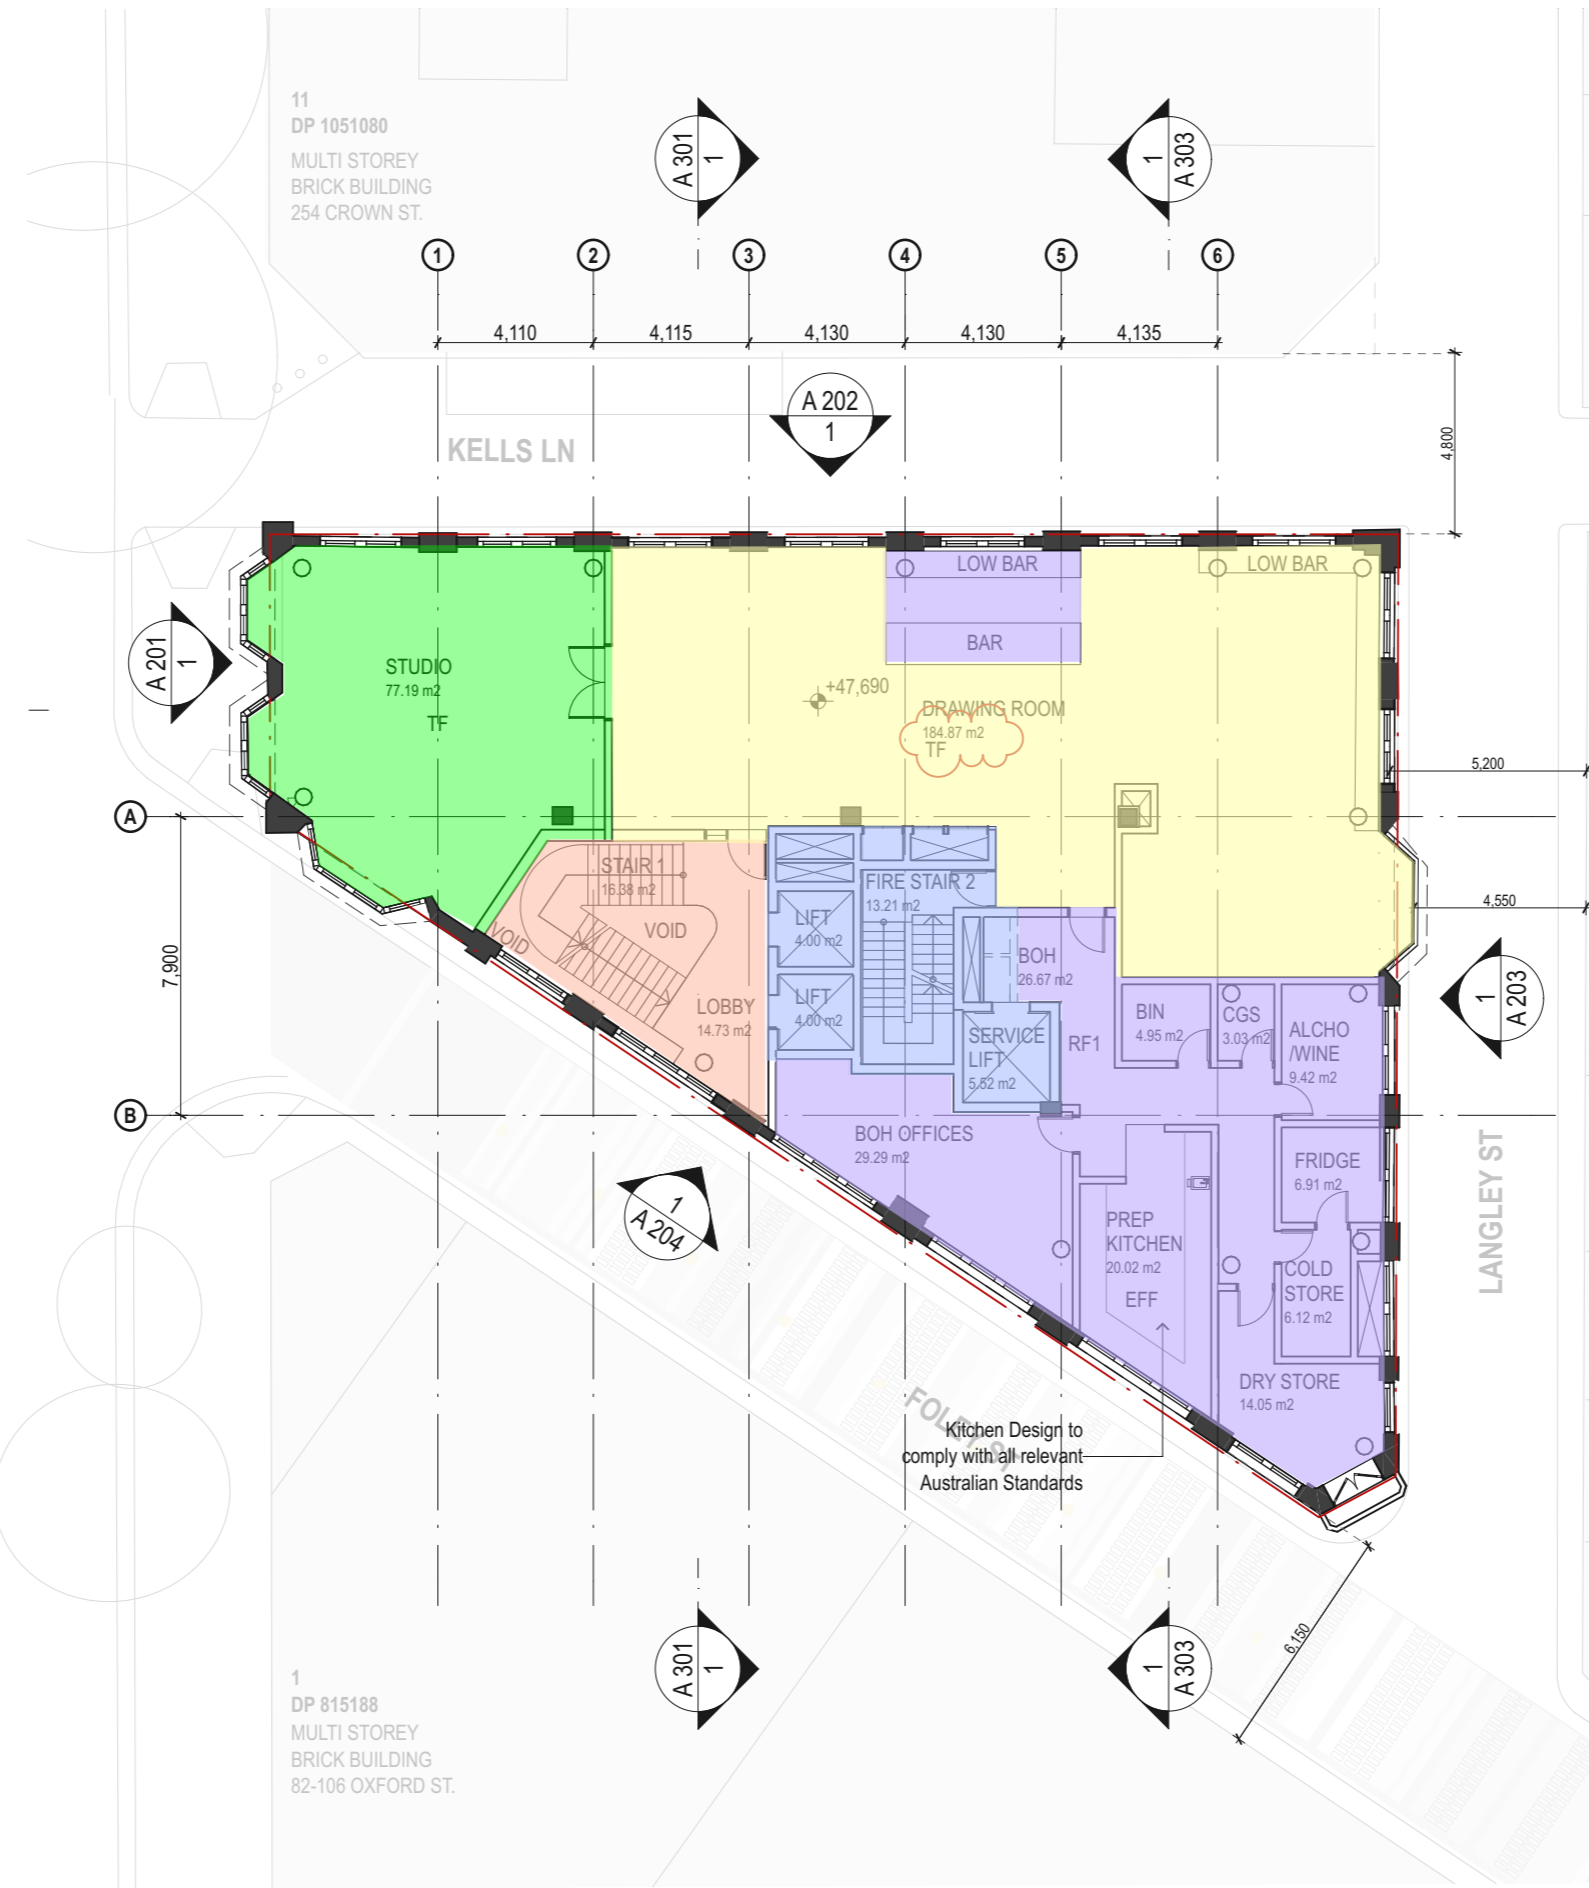 11
DP 1051080
MULTI STOREY
BRICK BUILDING
254 CROWN ST.
A 301
1
1
A 303
1
2
3
4
5
6
4,110
4,115
4,130
4,130
4,135
A 202
1
KELLS LN
4,800
LOW BAR
LOW BAR
BAR
A 201
1
STUDIO
77.19 m2
TF
+47,690
DRAWING ROOM
184.87 m2
TF
5,200
A
STAIR 1
16.38 m2
VOID
VOID
FIRE STAIR 2
13.21 m2
LIFT
4.00 m2
4,550
7,900
BOH
26.67 m2
LIFT
4.00 m2
LOBBY
14.73 m2
BIN
4.95 m2
CGS
3.03 m2
ALCHO
/WINE
9.42 m2
1
A 203
SERVICE
LIFT
5.52 m2
RF1
B
BOH OFFICES
29.29 m2
FRIDGE
6.91 m2
LANGLEY ST
1
A 204
PREP
KITCHEN
20.02 m2
EFF
COLD
STORE
6.12 m2
DRY STORE
14.05 m2
FOLEY ST
Kitchen Design to
comply with all relevant
Australian Standards
A 301
1
1
A 303
6,150
1
DP 815188
MULTI STOREY
BRICK BUILDING
82-106 OXFORD ST.